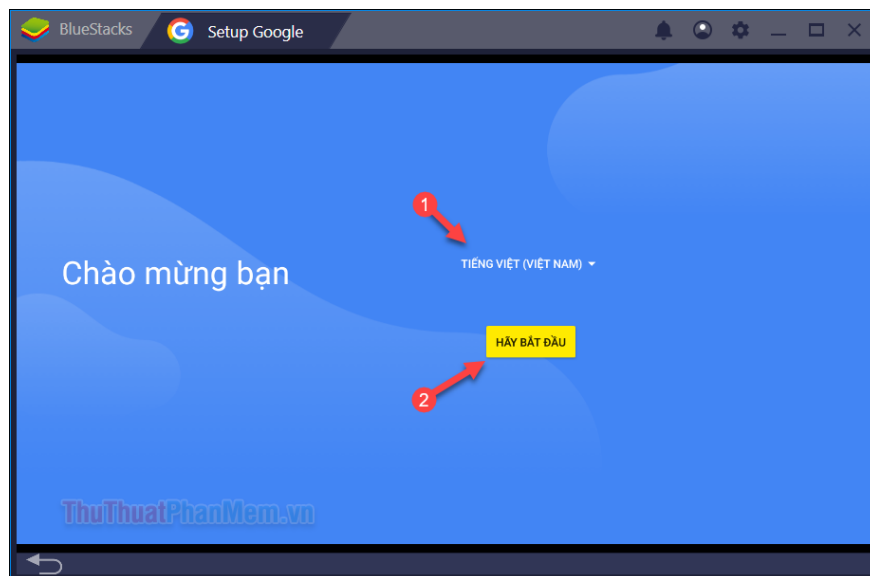 BlueStacks
Setup Google
1
TIẾNG VIỆT (VIỆT NAM)
Chào mừng bạn
HÃY BẮT ĐẦU
2
ThuThuatPhanMem.vn